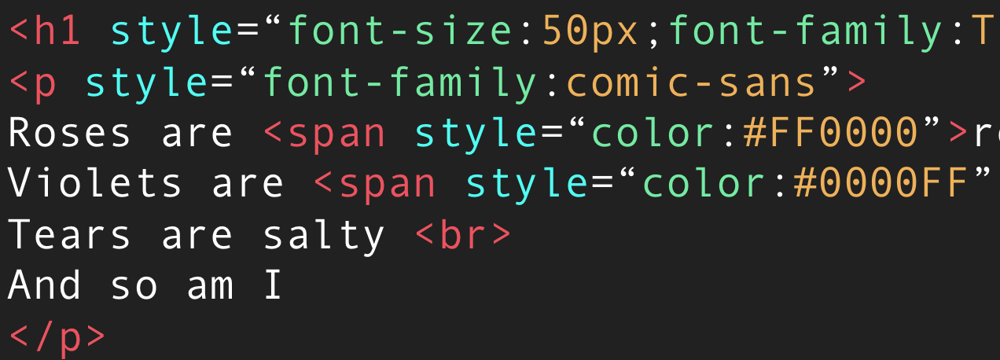 <h1 style=“font-size:50px;font-family:T
<p style=“font-family:comic-sans”>
Roses are <span style=“color:#FF0000”>re
Violets are <span style=“color:#0000FF”
Tears are salty <br>
And so am I
</p>